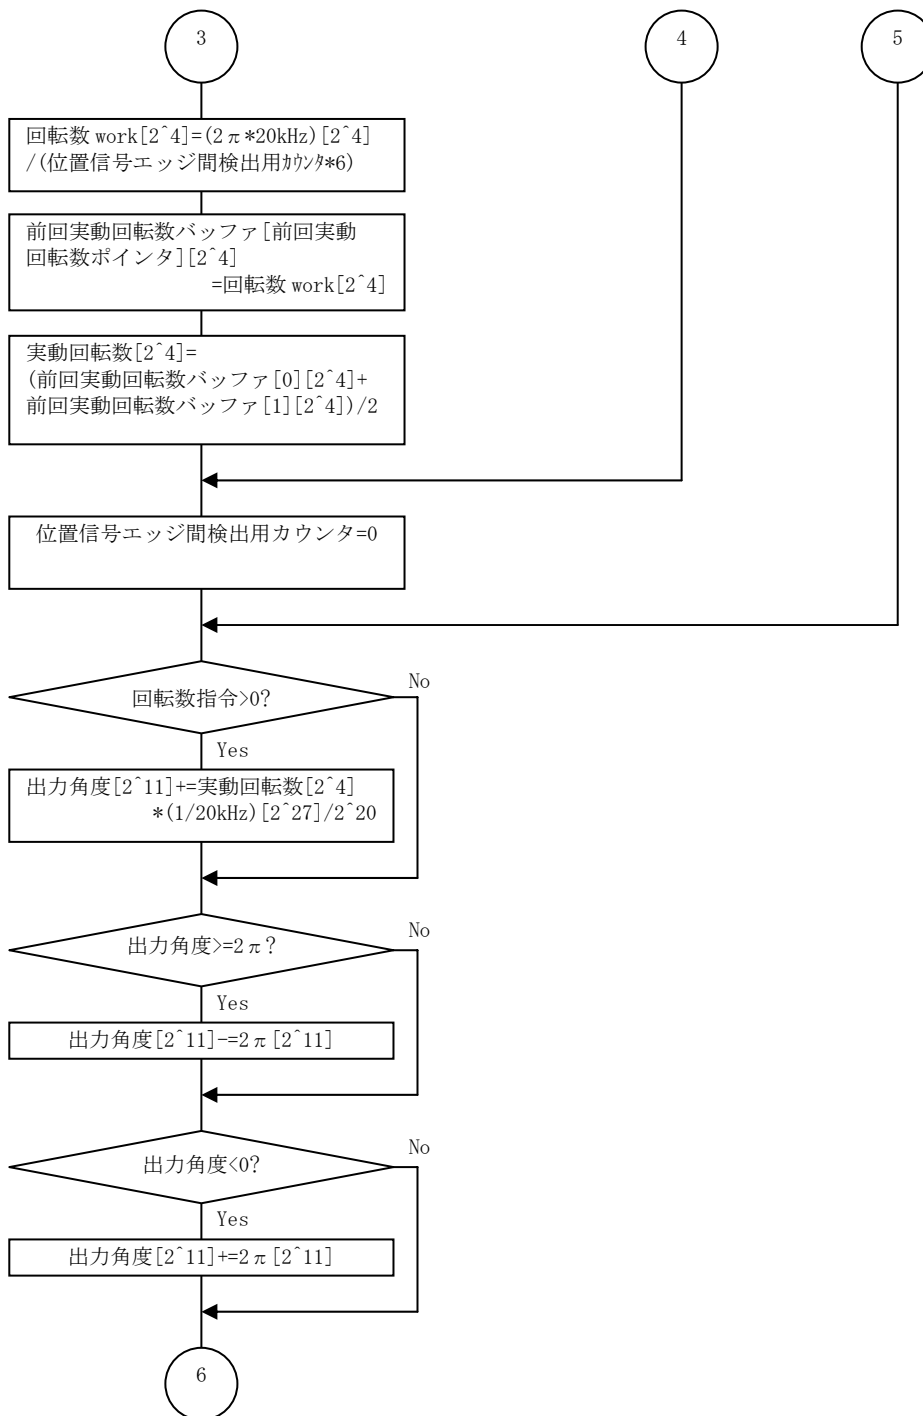 3
4
5
回転数 work[2^4]=(2π*20kHz)[2^4]
/(位置信号エッジ間検出用ｶｳﾝﾀ*6)
前回実動回転数バッファ[前回実動
回転数ポインタ][2^4]
=回転数 work[2^4]
実動回転数[2^4]=
(前回実動回転数バッファ[0][2^4]+
前回実動回転数バッファ[1][2^4])/2
位置信号エッジ間検出用カウンタ=0
回転数指令>0?
No
Yes
出力角度[2^11]+=実動回転数[2^4]
*(1/20kHz)[2^27]/2^20
出力角度>=2π?
No
Yes
出力角度[2^11]-=2π[2^11]
出力角度<0?
No
Yes
出力角度[2^11]+=2π[2^11]
6